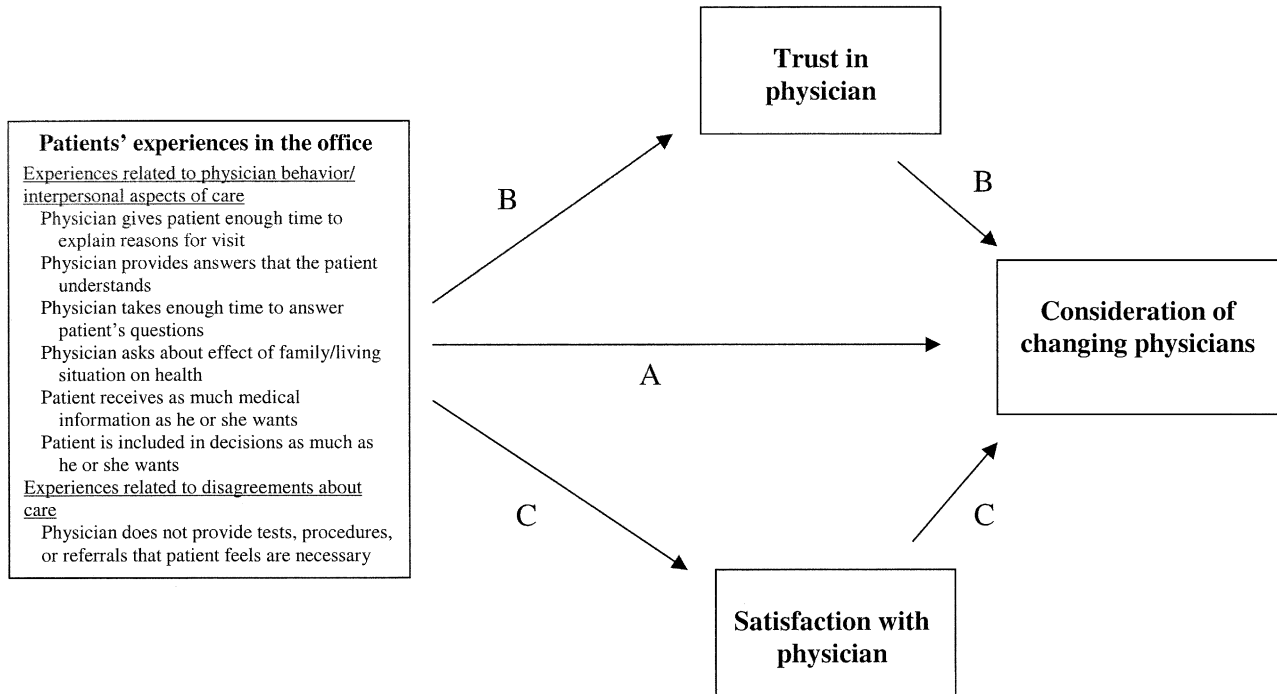 Trust in
physician
Patients’ experiences in the office
Experiences related to physician behavior/
interpersonal aspects of care
Physician gives patient enough time to
explain reasons for visit
Physician provides answers that the patient
understands
Physician takes enough time to answer
patient’s questions
Physician asks about effect of family/living
situation on health
Patient receives as much medical
information as he or she wants
Patient is included in decisions as much as
he or she wants
Experiences related to disagreements about
care
Physician does not provide tests, procedures,
or referrals that patient feels are necessary
B
B
A
Consideration of
changing physicians
C
C
Satisfaction with
physician